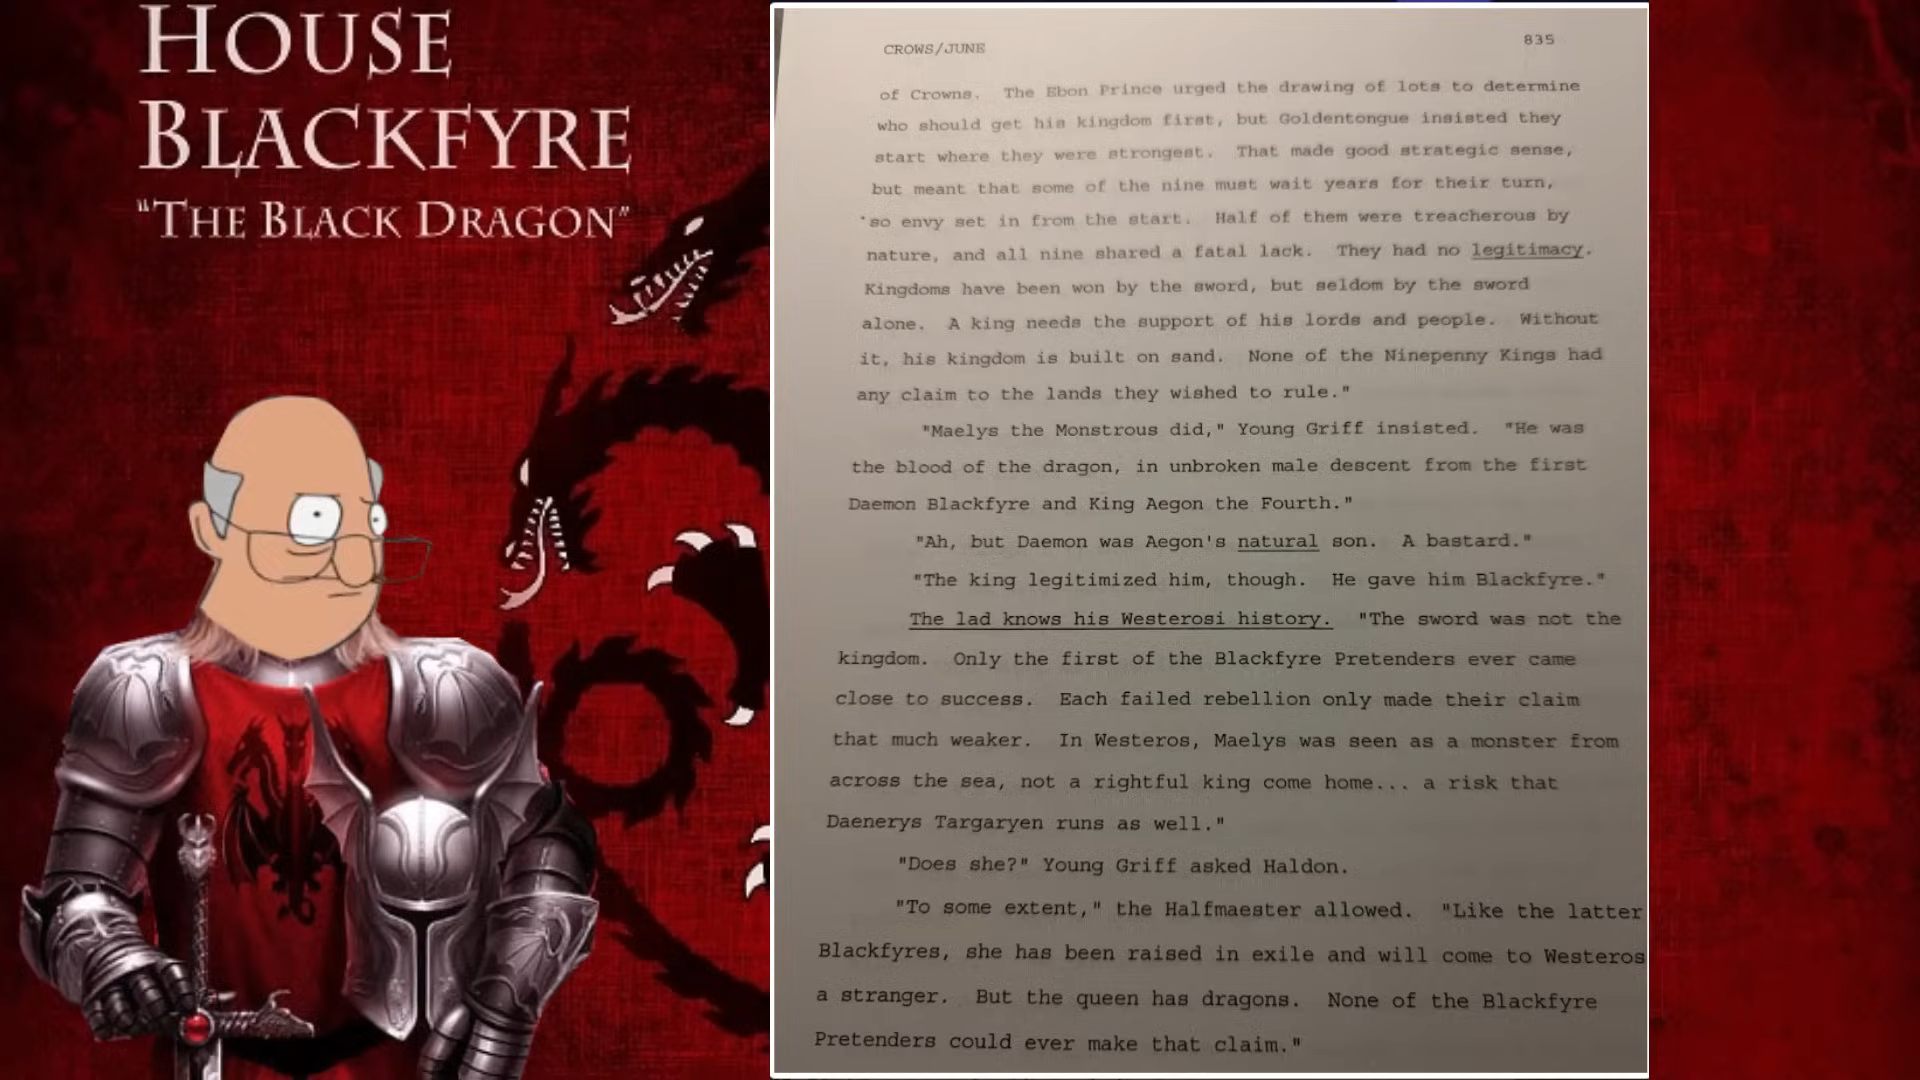 HOUSE
BLACKFYRE
"THE BLACK DRAGON"
CROWS/JUNE
835
of Crowns. The Ebon Prince urged the drawing of lots to determine
who should get his kingdom first, but Goldentongue insisted they
start where they were strongest. That made good strategic sense,
but meant that some of the nine must wait years for their turn,
so envy set in from the start. Half of them were treacherous by
nature, and all nine shared a fatal lack. They had no legitimacy.
Kingdoms have been won by the sword, but seldom by the sword
alone. A king needs the support of his lords and people. Without
it, his kingdom is built on sand. None of the Ninepenny Kings had
any claim to the lands they wished to rule."
"Maelys the Monstrous did," Young Griff insisted. "He was
the blood of the dragon, in unbroken male descent from the first
Daemon Blackfyre and King Aegon the Fourth."
"Ah, but Daemon was Aegon's natural son. A bastard."
"The king legitimized him, though. He gave him Blackfyre."
The lad knows his Westerosi history. "The sword was not the
kingdom. Only the first of the Blackfyre Pretenders ever came
close to success. Each failed rebellion only made their claim
that much weaker. In Westeros, Maelys was seen as a monster from
across the sea, not a rightful king come home... a risk that
Daenerys Targaryen runs as well."
"Does she?" Young Griff asked Haldon.
"To some extent," the Halfmaester allowed. "Like the latter
Blackfyres, she has been raised in exile and will come to Westeros
a stranger. But the queen has dragons. None of the Blackfyre
Pretenders could ever make that claim."